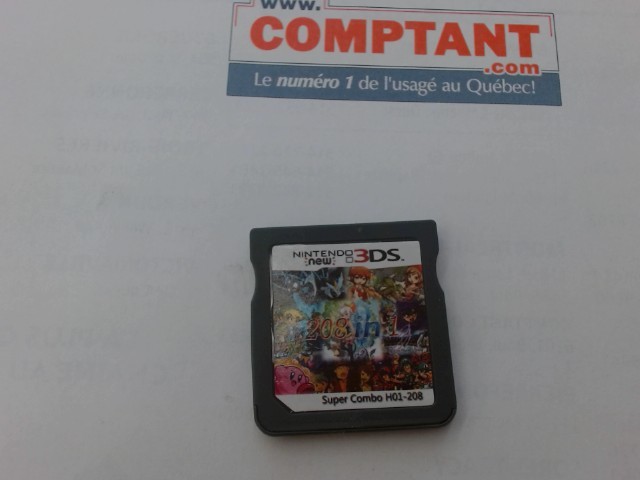 www.
COMPTANT
.com
Le numéro 1 de l'usagé au Québec!
NINTENDO
new 3DS.
208 in 1
Super Combo H01-208